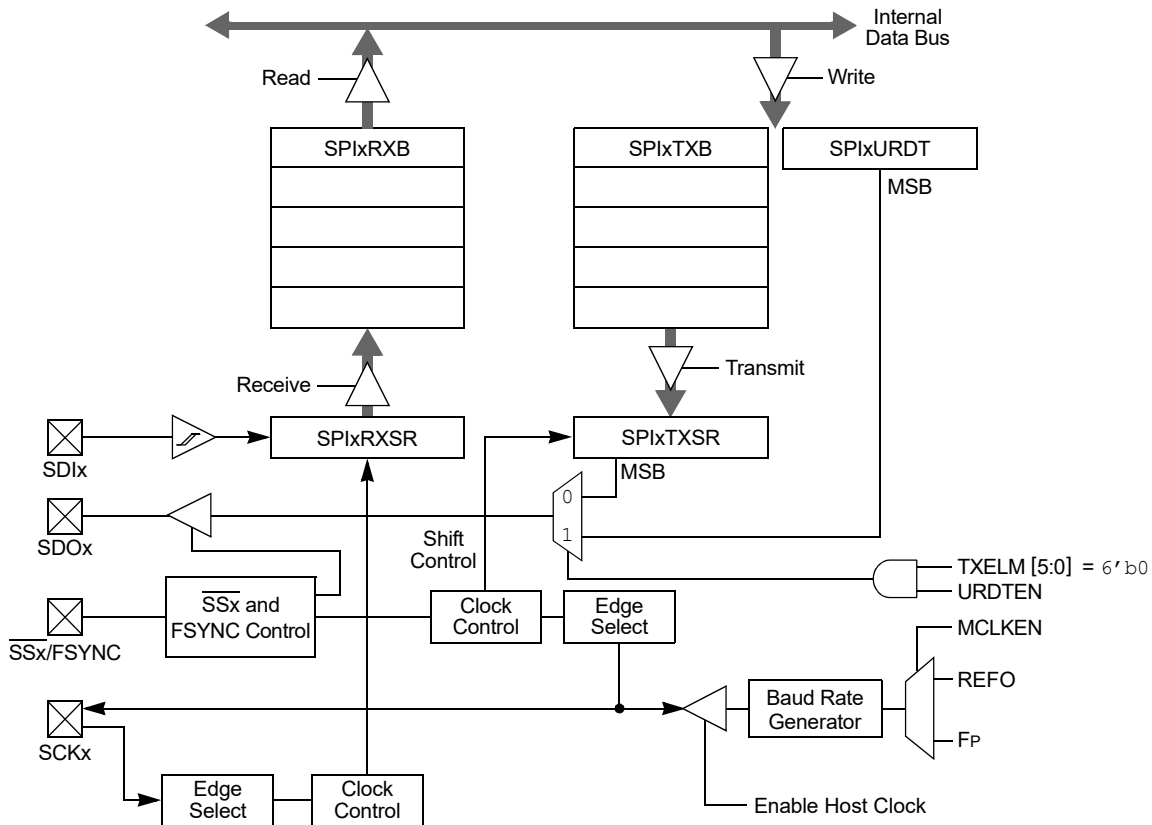 Internal
Data Bus
Read
Write
SPIxRXB
SPIxTXB
SPIxURDT
MSB
Receive
Transmit
SDIx
SPIxRXSR
SPIxTXSR
MSB
0
1
SDOx
Shift
Control
TXELM [5:0] = 6'b0
URDTEN
SSx and
FSYNC Control
Clock
Control
Edge
Select
SSx/FSYNC
MCLKEN
REFO
Baud Rate
Generator
FP
SCKx
Edge
Select
Clock
Control
Enable Host Clock